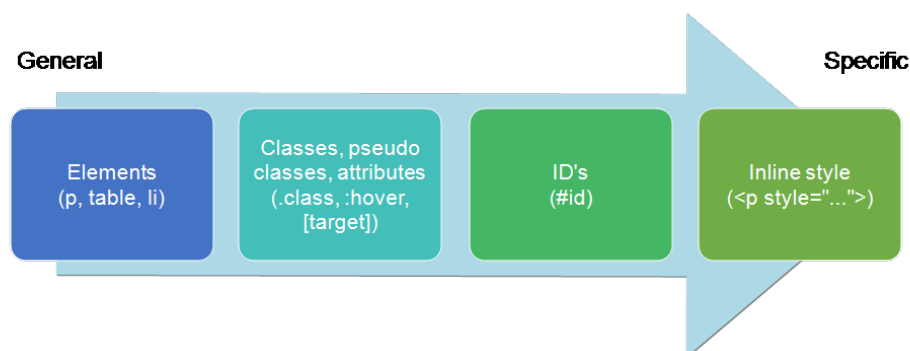 General
Specific
Elements
(p, table, li)
Classes, pseudo
classes, attributes
(.class, :hover,
[target])
ID's
(#id)
Inline style
(<p style="...">)